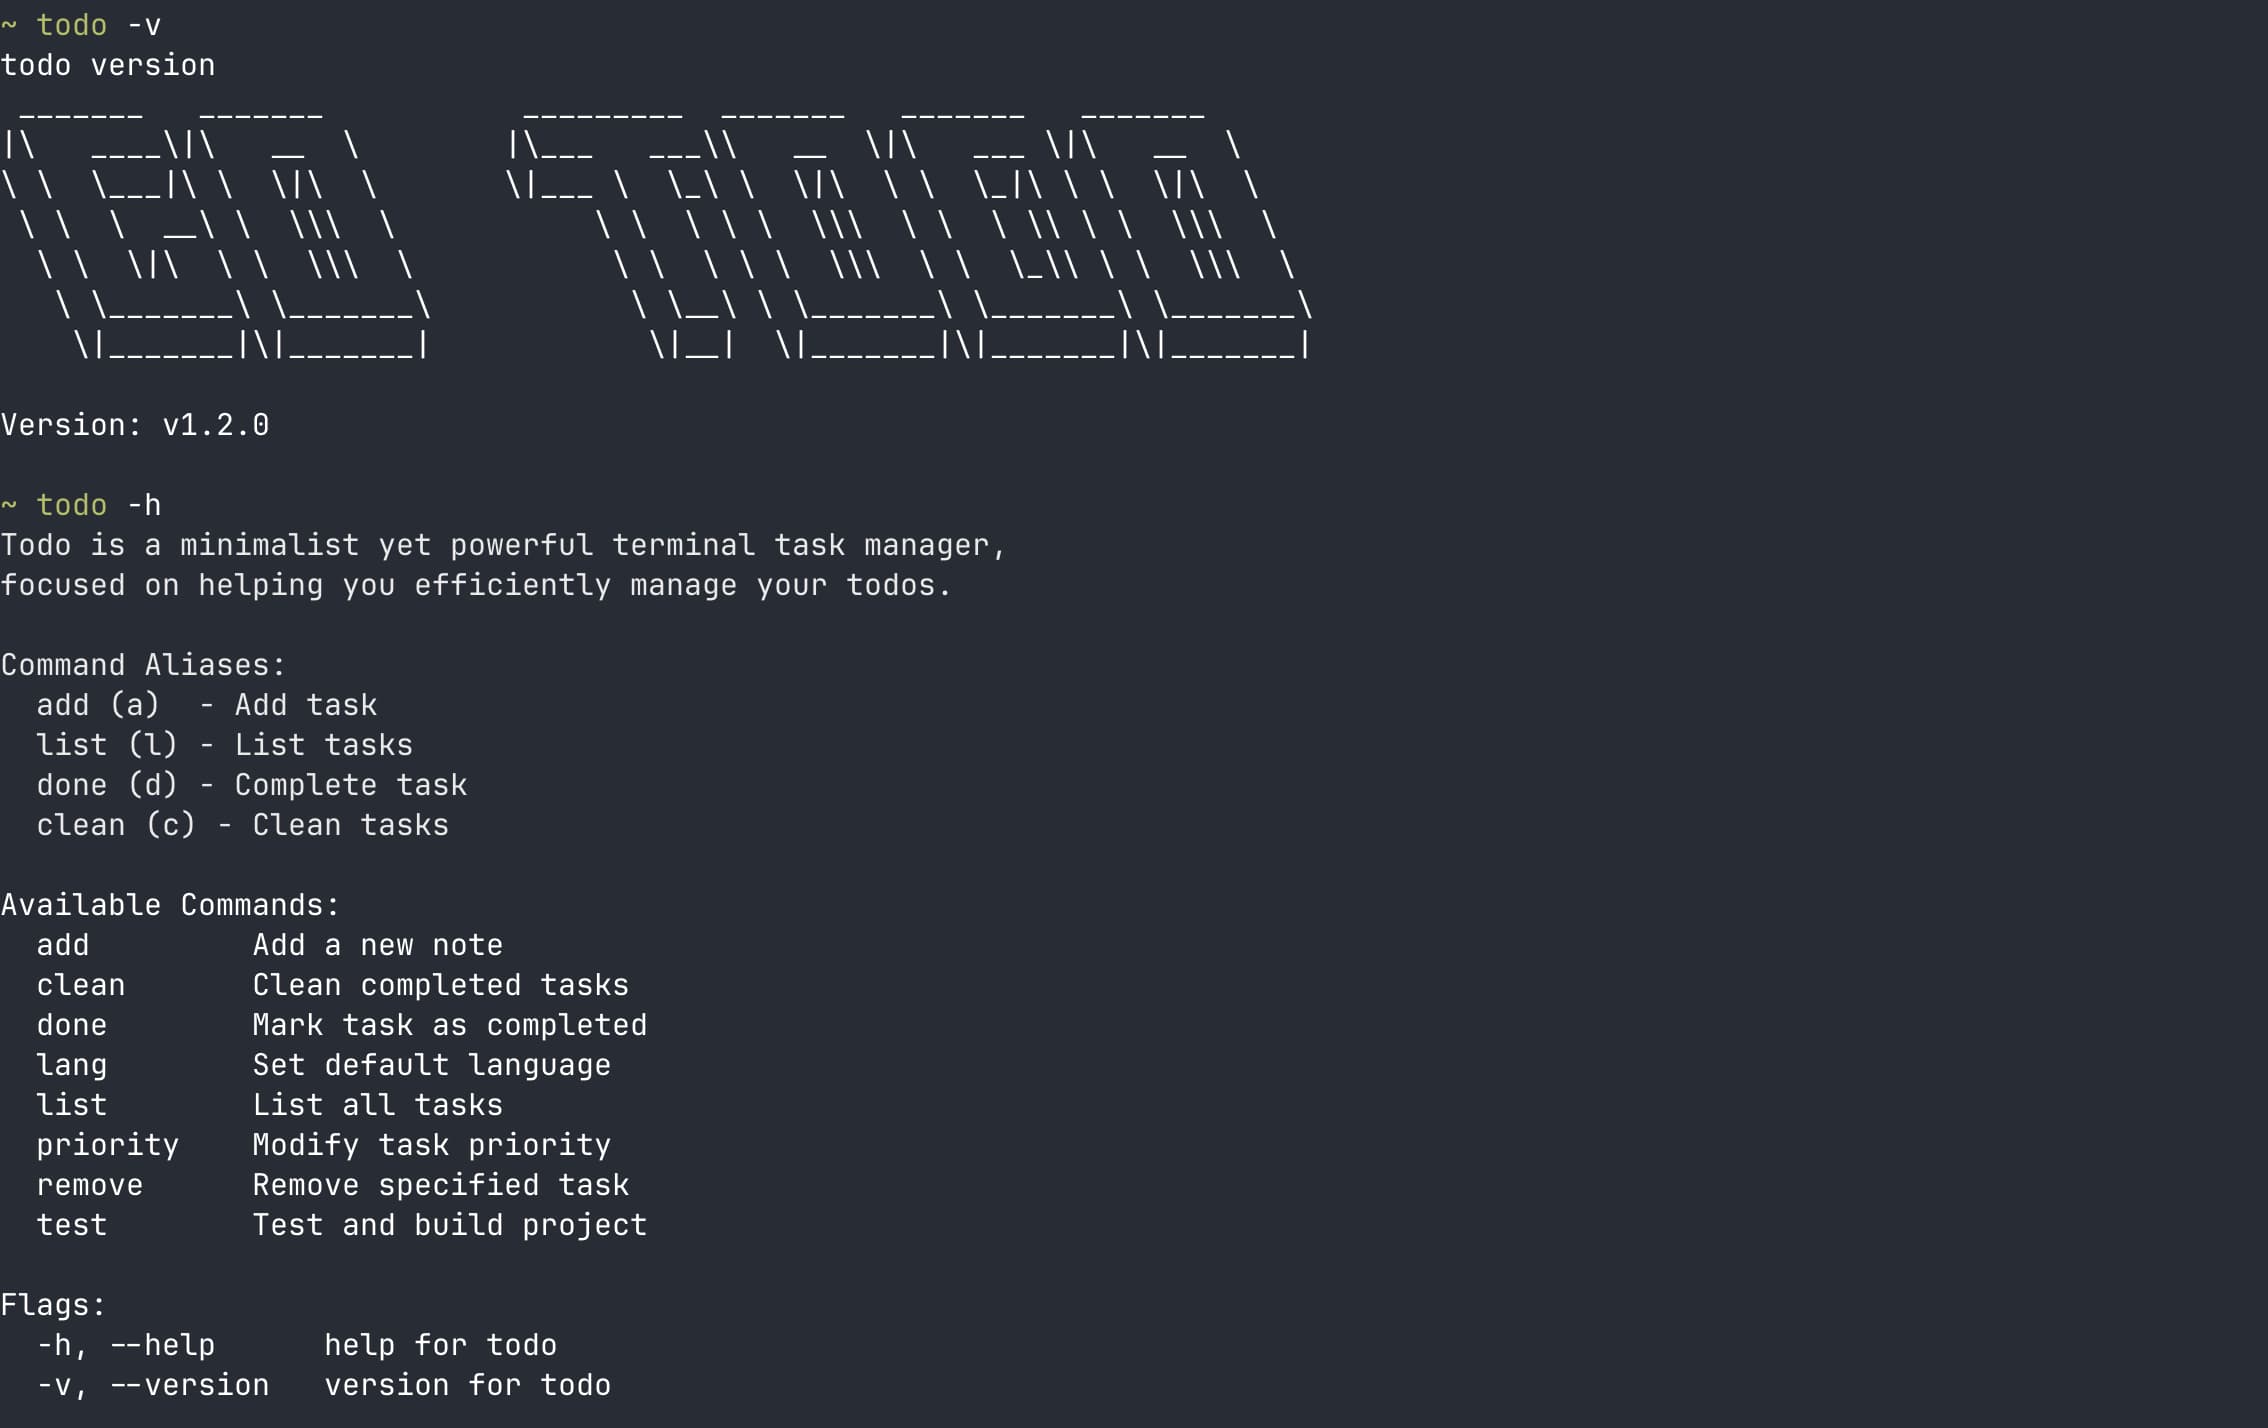 ~ todo -v
todo version
 _______   _______           _________  _______   _______   _______
|\   ____\|\   __  \        |\___   ___\\   __  \|\   ___ \|\   __  \
\ \  \___|\ \  \|\  \       \|___ \  \_\ \  \|\  \ \  \_|\ \ \  \|\  \
 \ \  \  __\ \  \\\  \           \ \  \ \ \  \\\  \ \  \ \\ \ \  \\\  \
  \ \  \|\  \ \  \\\  \           \ \  \ \ \  \\\  \ \  \_\\ \ \  \\\  \
   \ \_______\ \_______\           \ \__\ \ \_______\ \_______\ \_______\
    \|_______|\|_______|            \|__|  \|_______|\|_______|\|_______|
Version: v1.2.0
~ todo -h
Todo is a minimalist yet powerful terminal task manager,
focused on helping you efficiently manage your todos.
Command Aliases:
  add (a)  - Add task
  list (l) - List tasks
  done (d) - Complete task
  clean (c) - Clean tasks
Available Commands:
  add         Add a new note
  clean       Clean completed tasks
  done        Mark task as completed
  lang        Set default language
  list        List all tasks
  priority    Modify task priority
  remove      Remove specified task
  test        Test and build project
Flags:
  -h, --help      help for todo
  -v, --version   version for todo